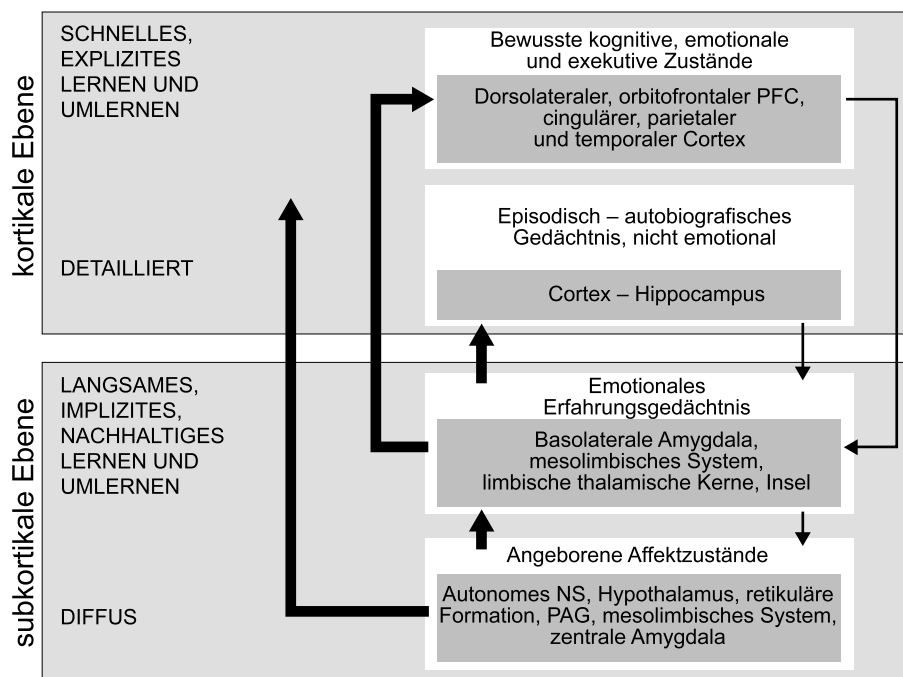 kortikale Ebene
SCHNELLES,
EXPLIZITES
LERNEN UND
UMLERNEN
DETAILLIERT
Bewusste kognitive, emotionale
und exekutive Zustände
Dorsolateraler, orbitofrontaler PFC,
cingulärer, parietaler
und temporaler Cortex
Episodisch – autobiografisches
Gedächtnis, nicht emotional
Cortex – Hippocampus
subkortikale Ebene
LANGSAMES,
IMPLIZITES,
NACHHALTIGES
LERNEN UND
UMLERNEN
DIFFUS
Emotionales
Erfahrungsgedächtnis
Basolaterale Amygdala,
mesolimbisches System,
limbische thalamische Kerne, Insel
Angeborene Affektzustände
Autonomes NS, Hypothalamus, retikuläre
Formation, PAG, mesolimbisches System,
zentrale Amygdala